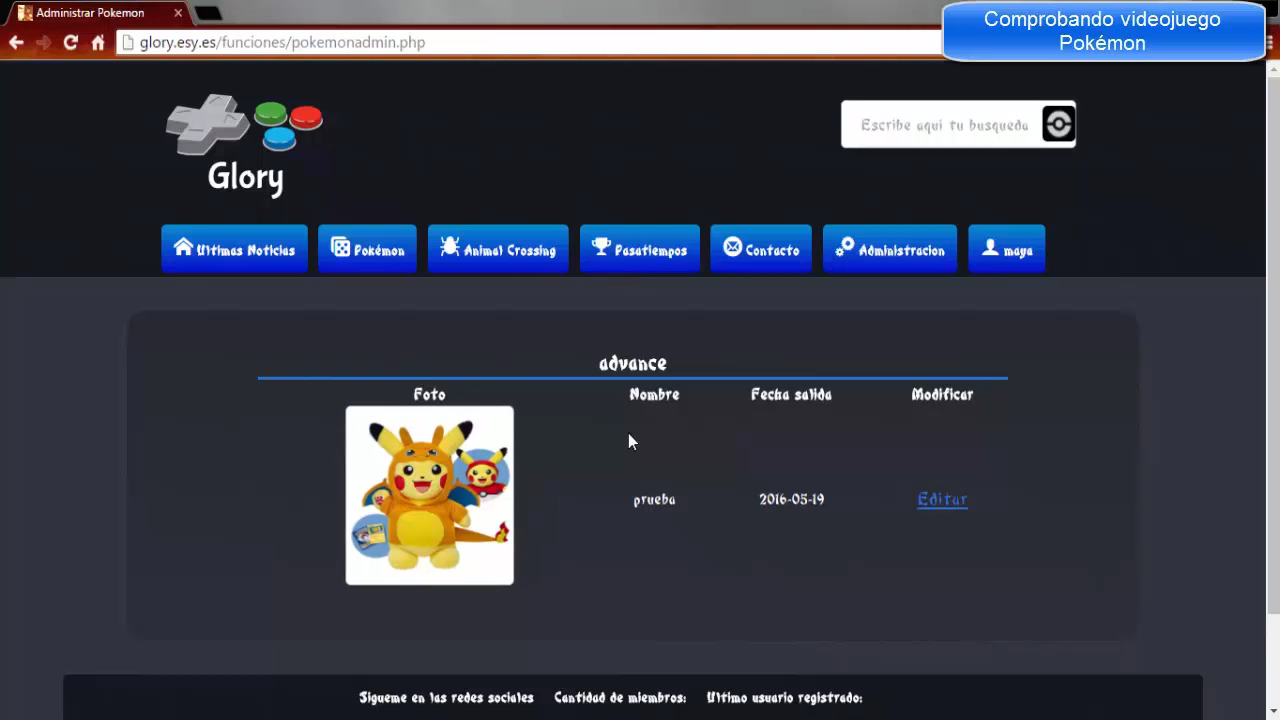 Administrar Pokemon
Comprobando videojuego
Pokémon
glory.esy.es/funciones/pokemonadmin.php
Glory
Escribe aqui tu busqueda
Ultimas Noticias
Pokémon
Animal Crossing
Pasatiempos
Contacto
Administracion
maya
advance
Foto Nombre Fecha salida Modificar
prueba 2016-05-19 Editar
Sigueme en las redes sociales Cantidad de miembros: Ultimo usuario registrado: